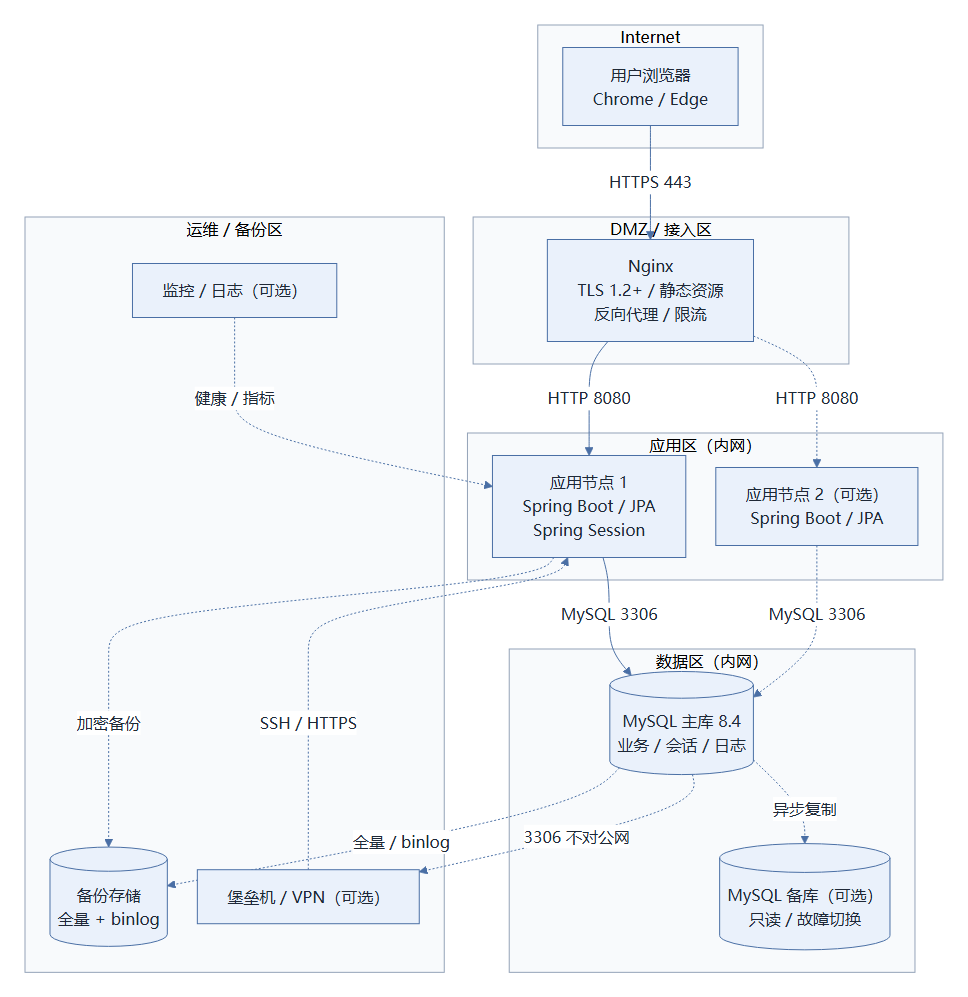 Internet
用户浏览器
Chrome / Edge
HTTPS 443
运维 / 备份区
DMZ / 接入区
监控 / 日志（可选）
Nginx
TLS 1.2+ / 静态资源
反向代理 / 限流
健康 / 指标
HTTP 8080
HTTP 8080
应用区（内网）
应用节点 1
Spring Boot / JPA
Spring Session
应用节点 2（可选）
Spring Boot / JPA
MySQL 3306
MySQL 3306
数据区（内网）
加密备份
SSH / HTTPS
MySQL 主库 8.4
业务 / 会话 / 日志
全量 / binlog
3306 不对公网
异步复制
备份存储
全量 + binlog
堡垒机 / VPN（可选）
MySQL 备库（可选）
只读 / 故障切换